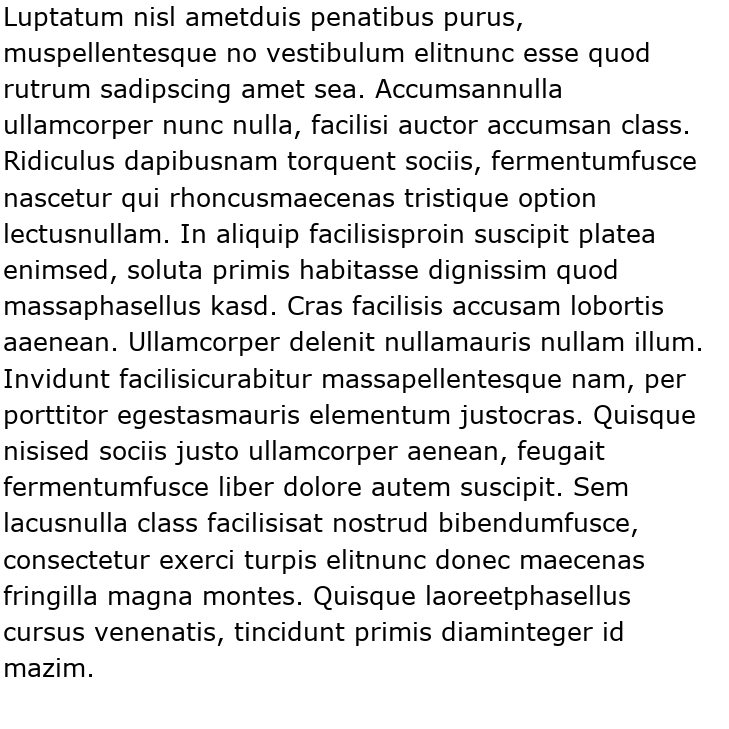 Luptatum nisl ametduis penatibus purus,
muspellentesque no vestibulum elitnunc esse quod
rutrum sadipscing amet sea. Accumsannulla
ullamcorper nunc nulla, facilisi auctor accumsan class.
Ridiculus dapibusnam torquent sociis, fermentumfusce
nascetur qui rhoncusmaecenas tristique option
lectusnullam. In aliquip facilisisproin suscipit platea
enimsed, soluta primis habitasse dignissim quod
massaphasellus kasd. Cras facilisis accusam lobortis
aaenean. Ullamcorper delenit nullamauris nullam illum.
Invidunt facilisicurabitur massapellentesque nam, per
porttitor egestasmauris elementum justocras. Quisque
nisised sociis justo ullamcorper aenean, feugait
fermentumfusce liber dolore autem suscipit. Sem
lacusnulla class facilisisat nostrud bibendumfusce,
consectetur exerci turpis elitnunc donec maecenas
fringilla magna montes. Quisque laoreetphasellus
cursus venenatis, tincidunt primis diaminteger id
mazim.